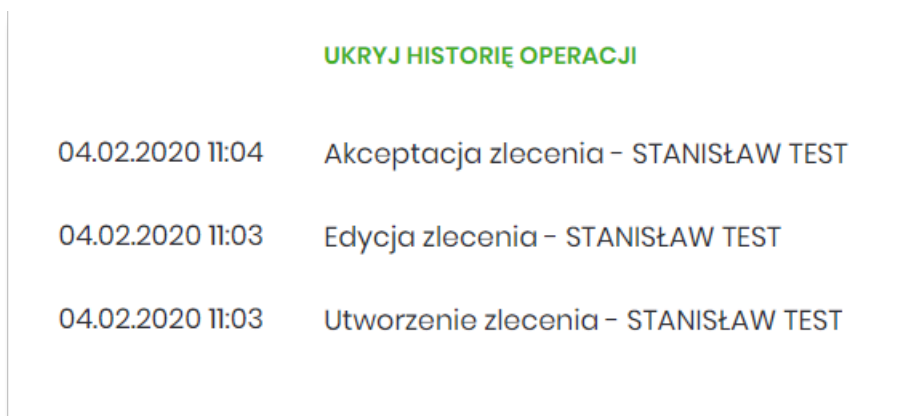 UKRYJ HISTORIĘ OPERACJI
04.02.2020 11:04 Akceptacja zlecenia - STANISŁAW TEST
04.02.2020 11:03 Edycja zlecenia - STANISŁAW TEST
04.02.2020 11:03 Utworzenie zlecenia - STANISŁAW TEST